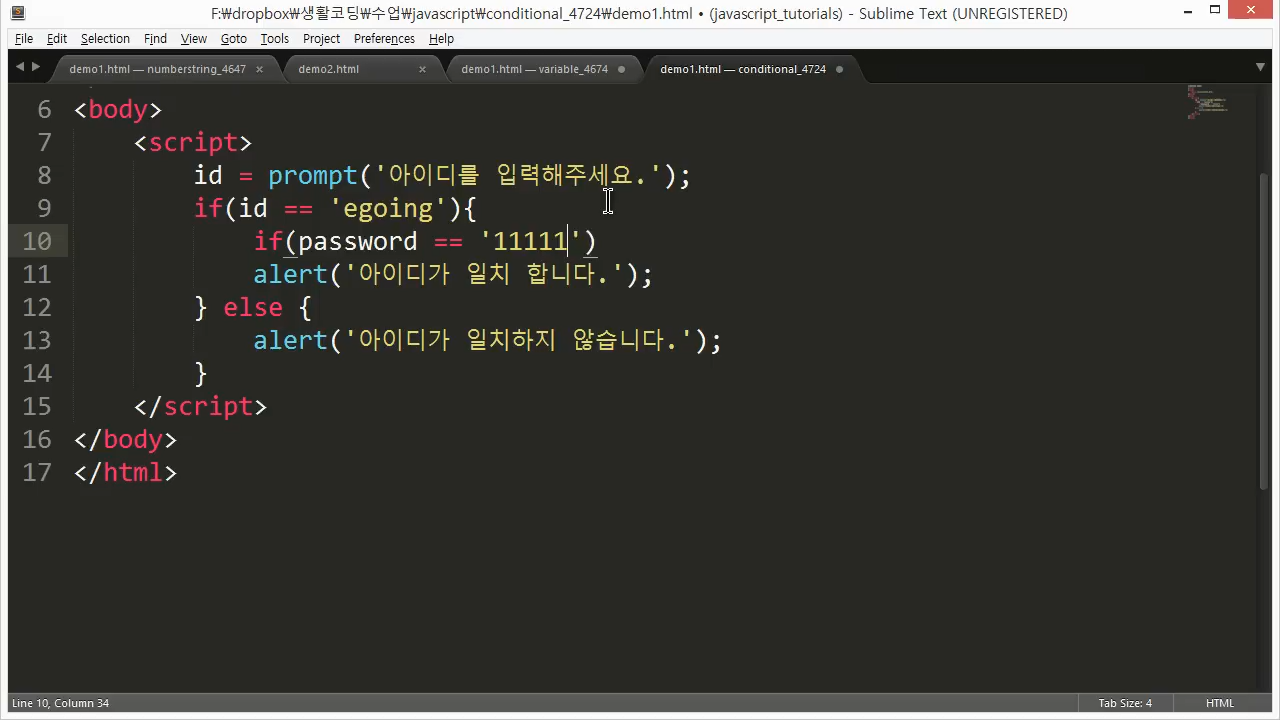 F:₩dropbox₩생활코딩₩수업₩javascript₩conditional_4724₩demo1.html • (javascript_tutorials) - Sublime Text (UNREGISTERED)
File Edit Selection Find View Goto Tools Project Preferences Help
demo1.html — numberstring_4647 × demo2.html × demo1.html — variable_4674 demo1.html — conditional_4724
6 <body>
7 <script>
8 id = prompt('아이디를 입력해주세요.');
9 if(id == 'egoing'){
10 if(password == '11111')
11 alert('아이디가 일치 합니다.');
12 } else {
13 alert('아이디가 일치하지 않습니다.');
14 }
15 </script>
16 </body>
17 </html>
Line 10, Column 34 Tab Size: 4 HTML